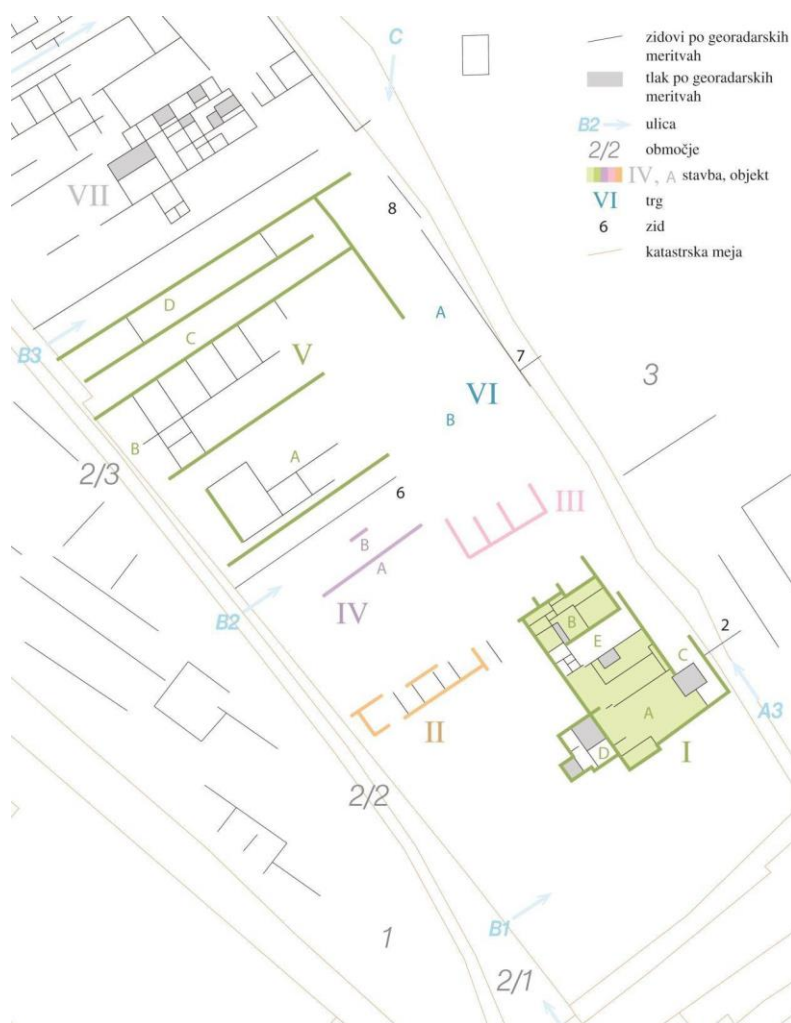 C
zidovi po georadarskih
meritvah
tlak po georadarskih
meritvah
B2 ulica
2/2 območje
IV, A stavba, objekt
VI trg
6 zid
katastrska meja
VII
8
D
A
B3
C
V
7
3
VI
B
B
A
2/3
6
III
B
A
B2
IV
B
E
2
C
A3
A
II
D
I
2/2
B1
1
2/1